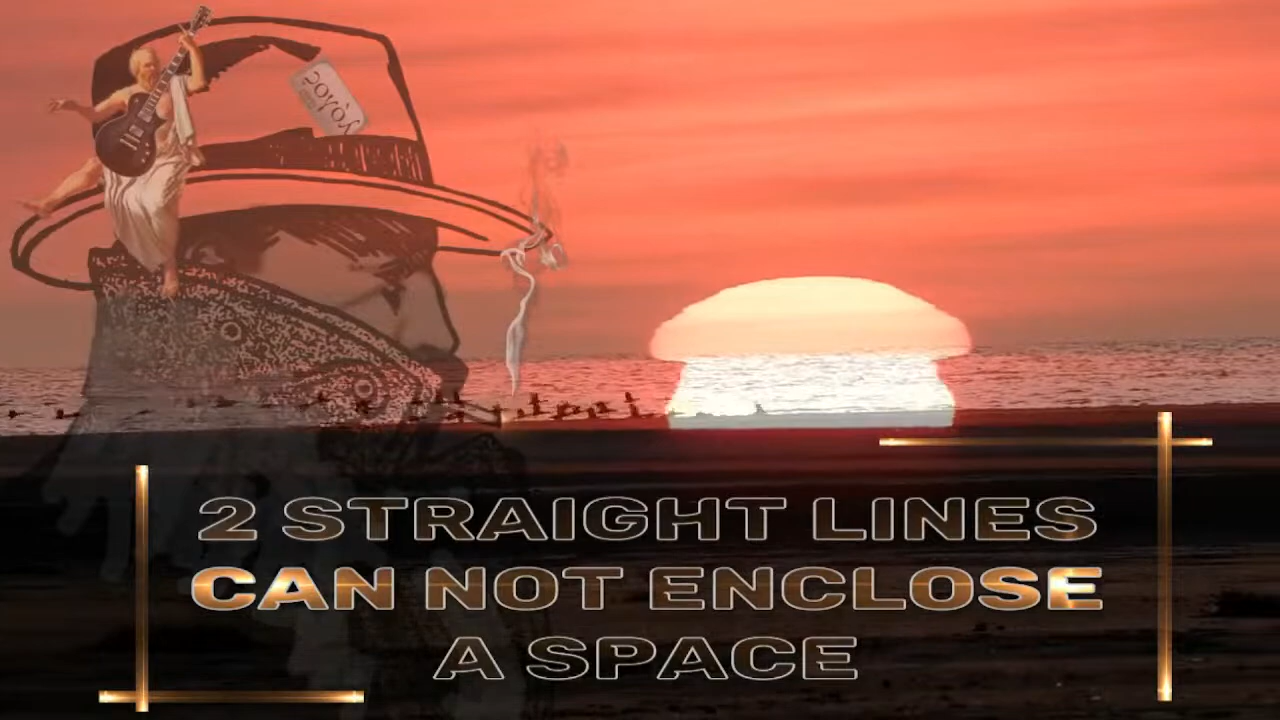 λόγος
2 STRAIGHT LINES
CAN NOT ENCLOSE
A SPACE